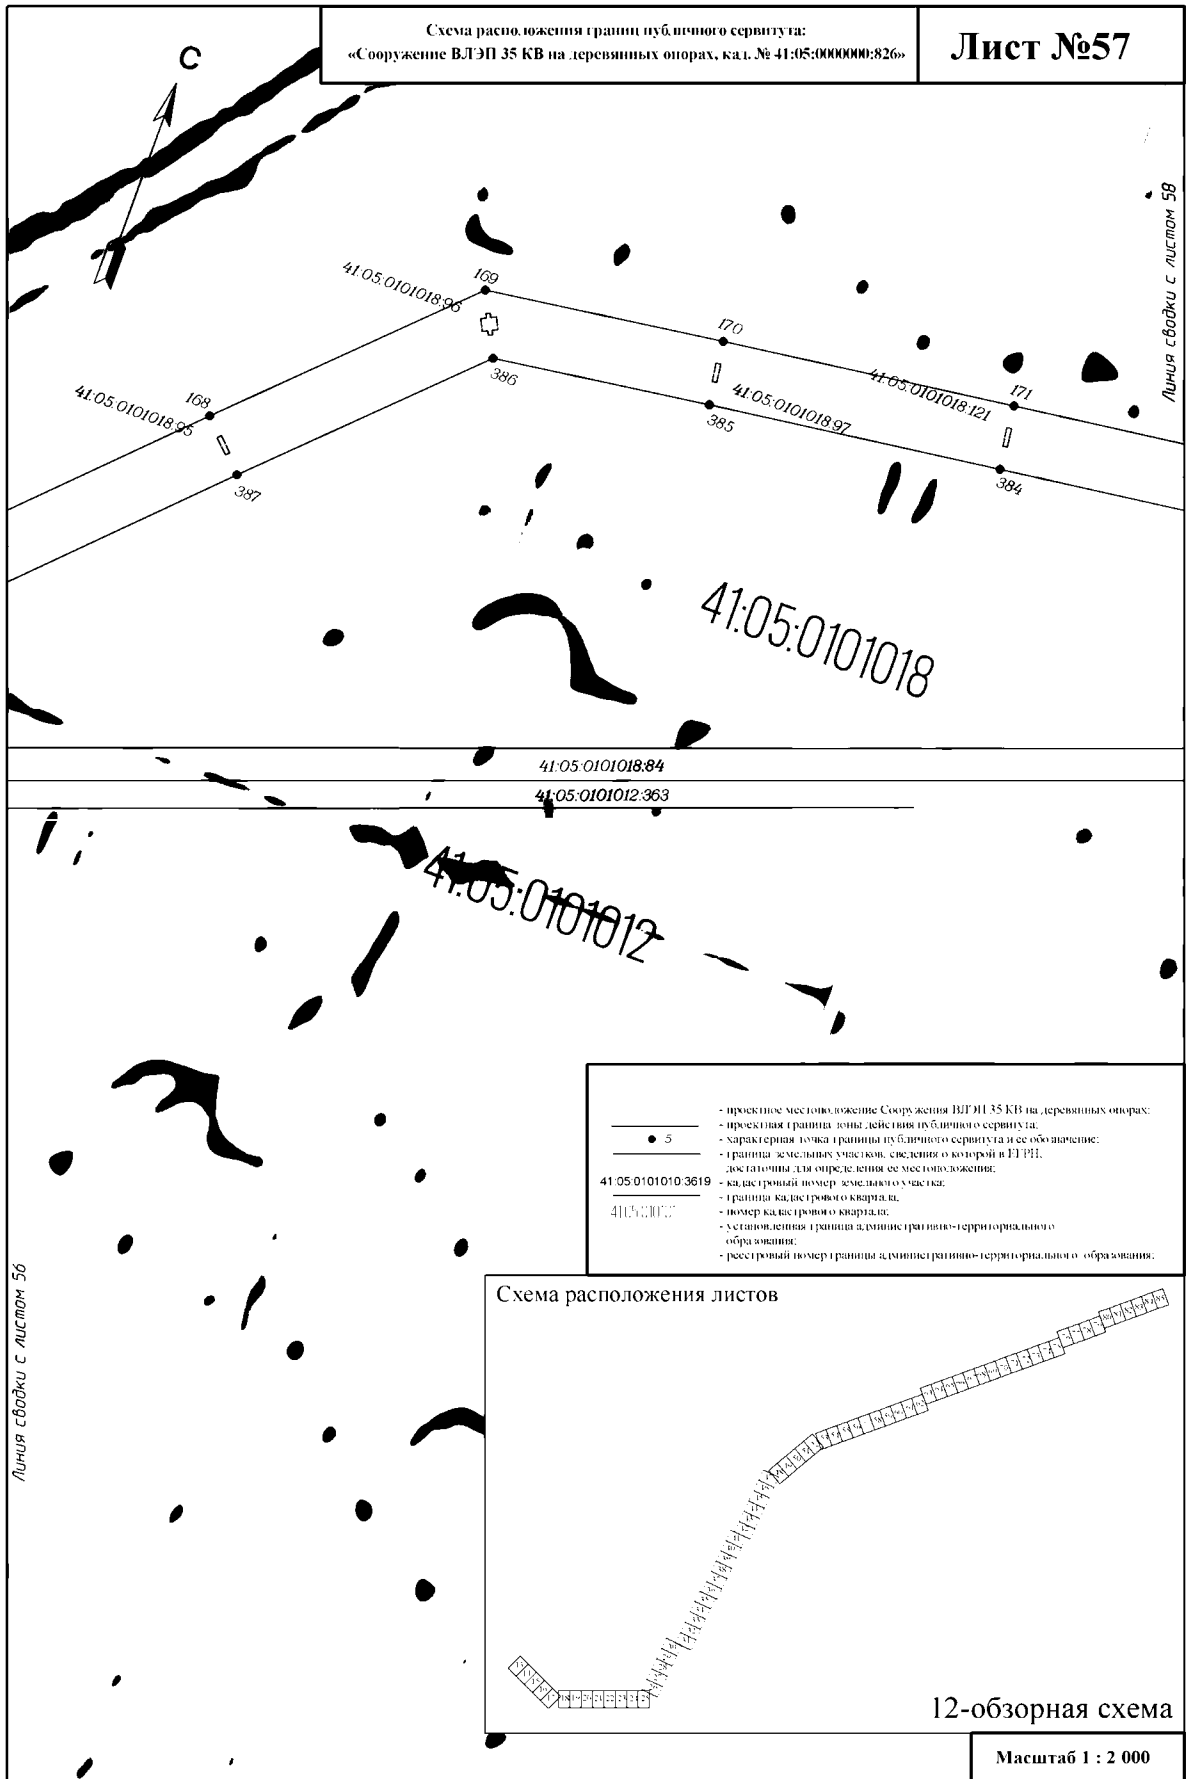 Схема расположения границ публичного сервитута:
«Сооружение ВЛЭП 35 КВ на деревянных опорах, кад. № 41:05:0000000:826»
Лист №57
С
Линия сводки с листом 58
169
41:05:0101018:96
170
386
41:05:0101018:121
171
168
41:05:0101018:95
41:05:0101018:97
385
387
384
41:05:0101018
41:05:0101018:84
41:05:0101012:363
41:05:0101012
- проектное местоположение Сооружения ВЛЭП 35 КВ на деревянных опорах;
- проектная граница зоны действия публичного сервитута;
5 - характерная точка границы публичного сервитута и ее обозначение;
- граница земельных участков, сведения о которой в ЕГРН,
достаточны для определения ее местоположения;
41:05:0101010:3619 - кадастровый номер земельного участка;
- граница кадастрового квартала;
- номер кадастрового квартала;
- установленная граница административно-территориального
образования;
- реестровый номер границы административно-территориального образования;
Линия сводки с листом 56
Схема расположения листов
12-обзорная схема
Масштаб 1 : 2 000